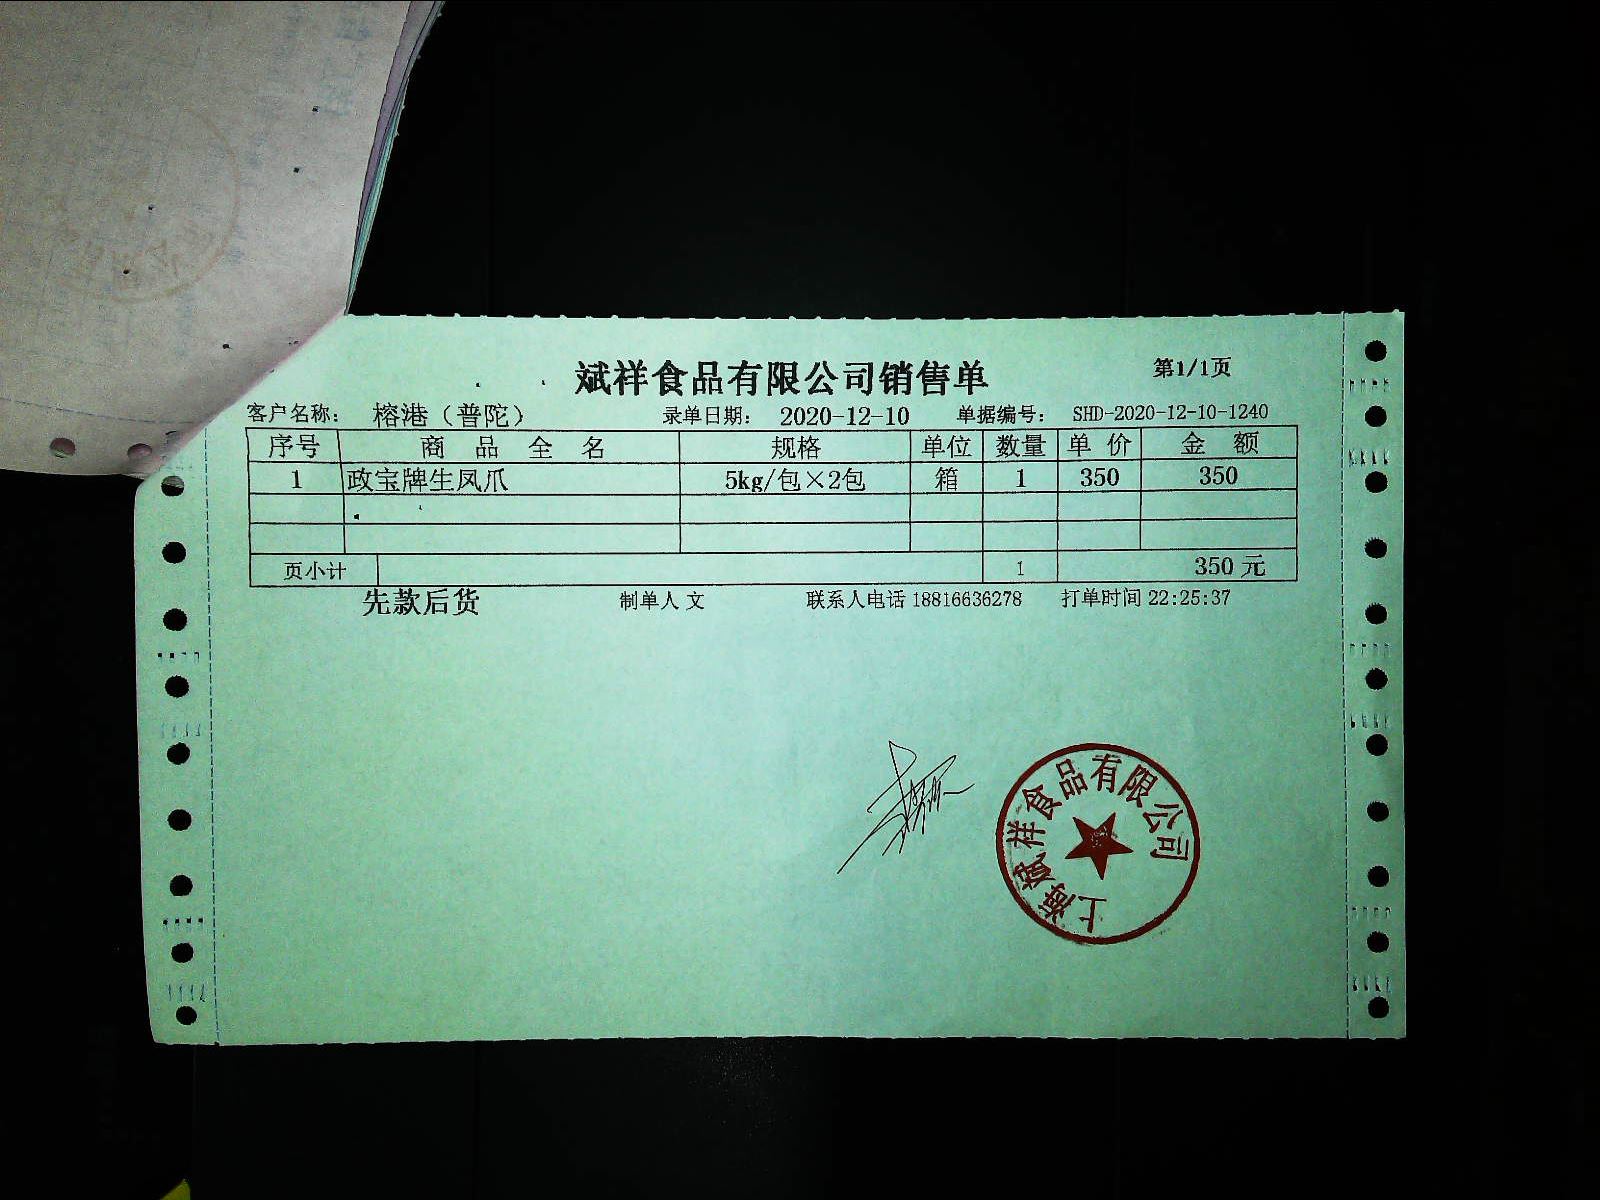 斌祥食品有限公司销售单
第1/1页
客户名称： 榕港（普陀） 录单日期： 2020-12-10 单据编号： SHD-2020-12-10-1240
序号 商品全名 规格 单位 数量 单价 金额
1 政宝牌生凤爪 5kg/包×2包 箱 1 350 350
页小计 1 350 元
先款后货 制单人 文 联系人电话 18816636278 打单时间 22:25:37
上海斌祥食品有限公司